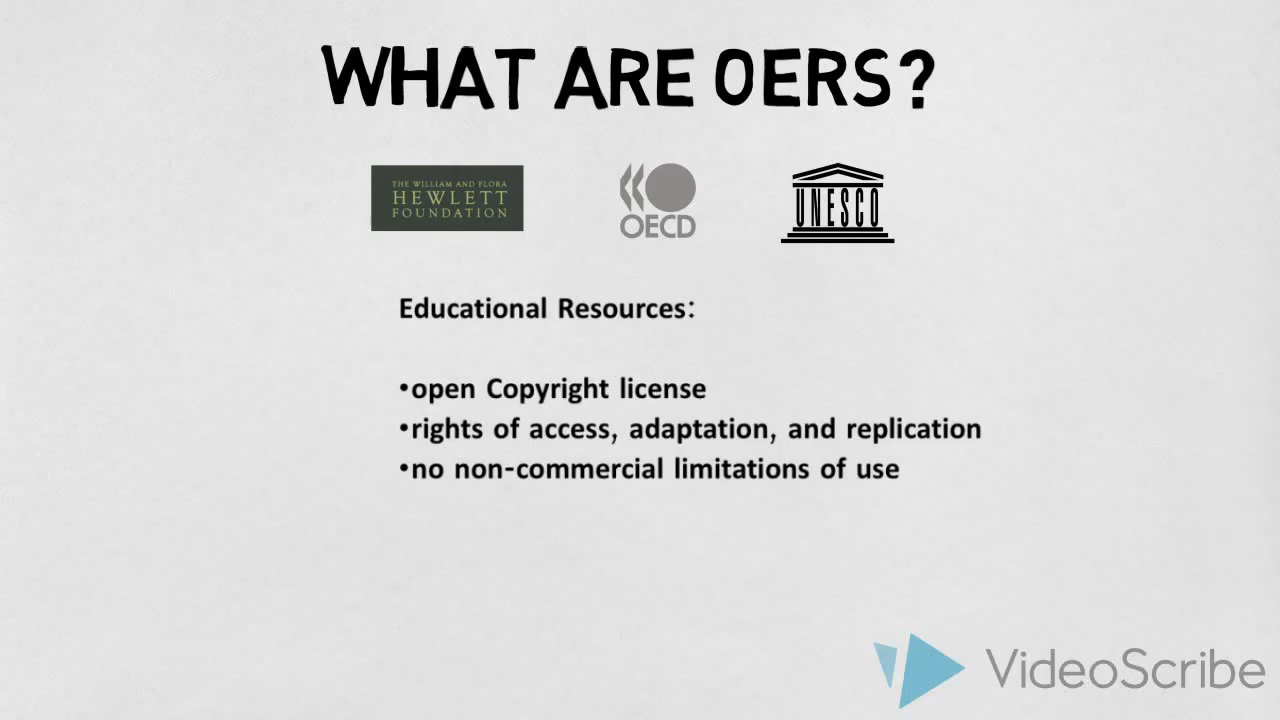 WHAT ARE OERS?
THE WILLIAM AND FLORA
HEWLETT
FOUNDATION
OECD
UNESCO
Educational Resources:
•open Copyright license
•rights of access, adaptation, and replication
•no non-commercial limitations of use
VideoScribe